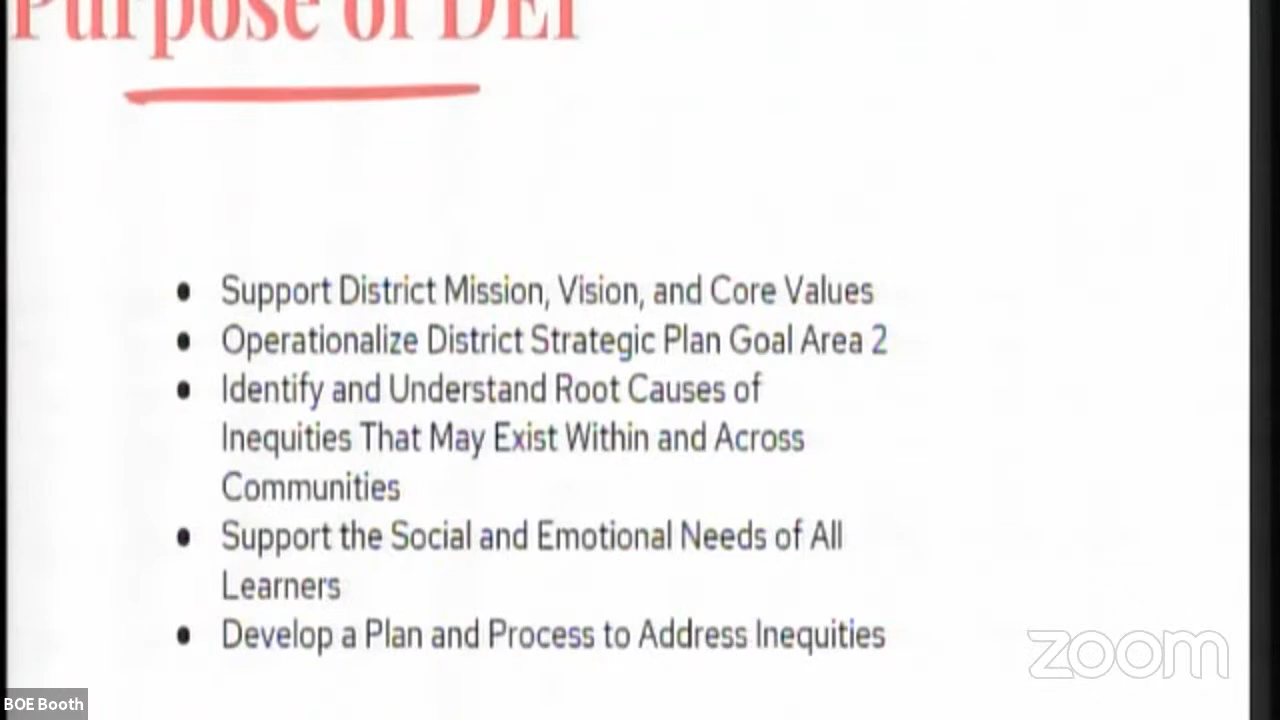 Purpose of DEI
• Support District Mission, Vision, and Core Values
• Operationalize District Strategic Plan Goal Area 2
• Identify and Understand Root Causes of
Inequities That May Exist Within and Across
Communities
• Support the Social and Emotional Needs of All
Learners
• Develop a Plan and Process to Address Inequities
zoom
BOE Booth